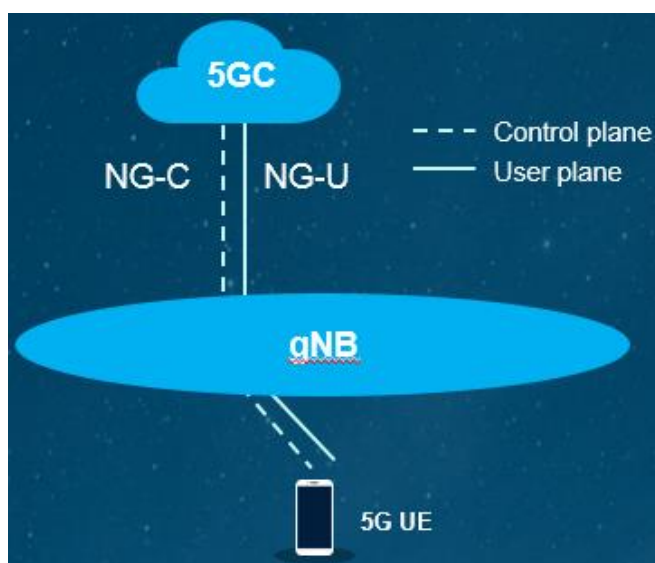 5GC
Control plane
NG-C
NG-U
User plane
gNB
5G UE